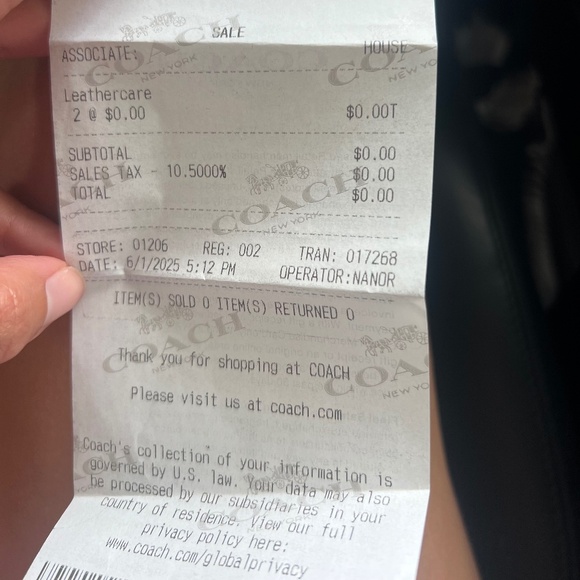 SALE
ASSOCIATE: HOUSE
Leathercare
2 @ $0.00 $0.00T
SUBTOTAL $0.00
SALES TAX - 10.5000% $0.00
TOTAL $0.00
STORE: 01206 REG: 002 TRAN: 017268
DATE: 6/1/2025 5:12 PM OPERATOR:NANOR
ITEM(S) SOLD 0 ITEM(S) RETURNED 0
Thank you for shopping at COACH
Please visit us at coach.com
Coach's collection of your information is
governed by U.S. law. Your data may also
be processed by our subsidiaries in your
country of residence. View our full
privacy policy here:
www.coach.com/globalprivacy
COACH
NEW YORK